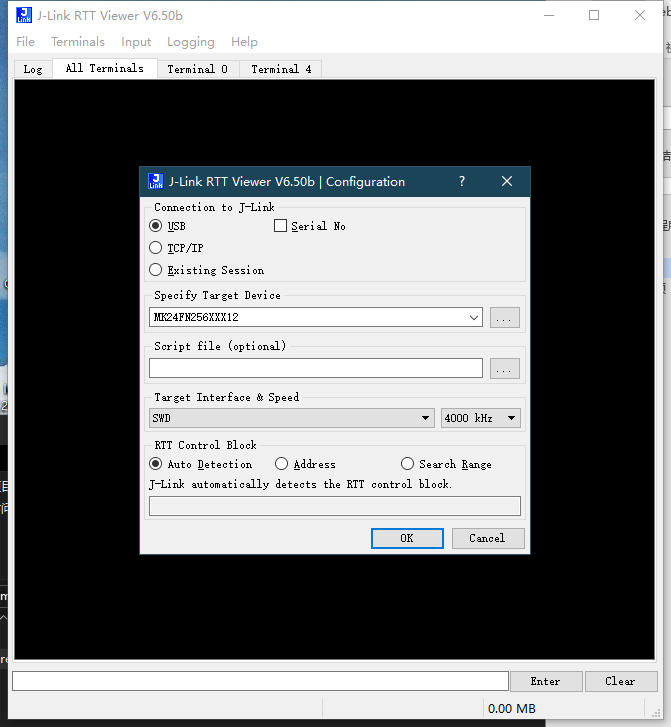 J-Link RTT Viewer V6.50b
File Terminals Input Logging Help
Log All Terminals Terminal 0 Terminal 4
J-Link RTT Viewer V6.50b | Configuration ?
Connection to J-Link
USB Serial No
TCP/IP
Existing Session
Specify Target Device
MK24FN256XXX12 ...
Script file (optional)
...
Target Interface & Speed
SWD 4000 kHz
RTT Control Block
Auto Detection Address Search Range
J-Link automatically detects the RTT control block.
OK Cancel
Enter Clear
0.00 MB